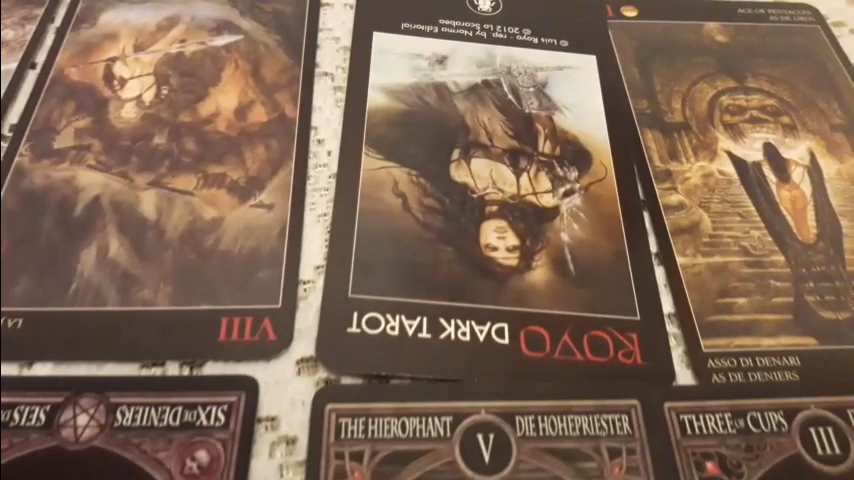 © Luis Royo - rep. by Norma Editorial
© 2012 Lo Scarabeo
ACE OF PENTACLES
AS DE OROS
VIII
LA
ROYO DARK TAROT
ASSO DI DENARI
AS DE DENIERS
SIX DE DENIERS
SEIS D
THE HIEROPHANT
V
DIE HOHEPRIESTER
THREE OF CUPS
III